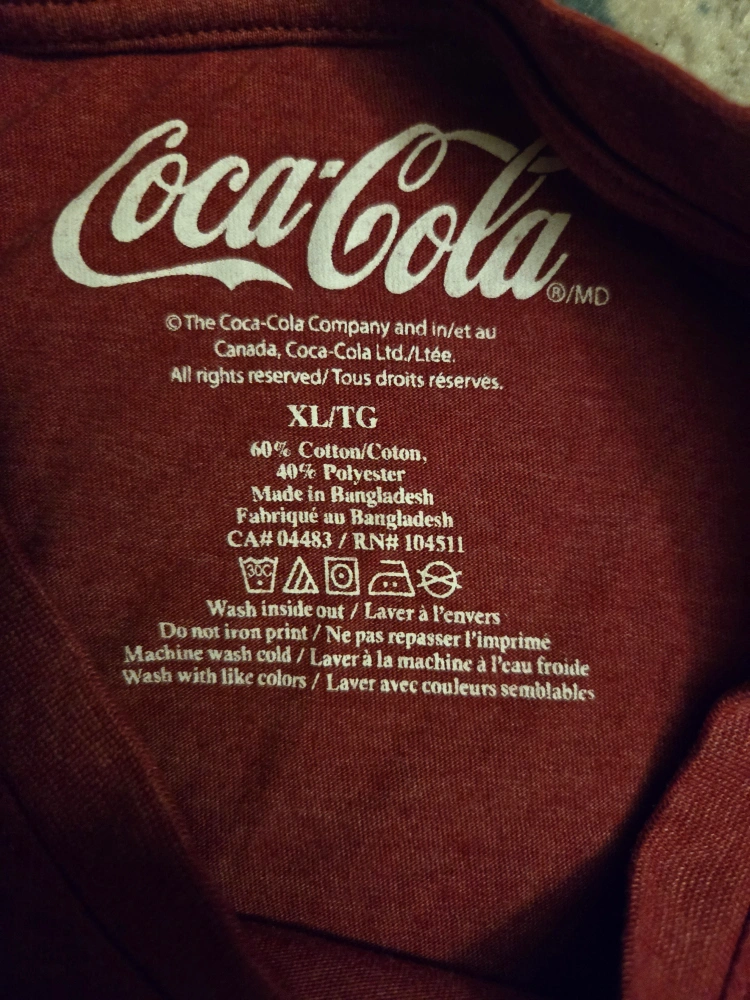 Coca-Cola
®/MD
©The Coca-Cola Company and in/et au
Canada, Coca-Cola Ltd./Ltée.
All rights reserved/ Tous droits réservés.
XL/TG
60% Cotton/Coton,
40% Polyester
Made in Bangladesh
Fabriqué au Bangladesh
CA# 04483 / RN# 104511
30C
Wash inside out / Laver à l'envers
Do not iron print / Ne pas repasser l'imprimé
Machine wash cold / Laver à la machine à l'eau froide
Wash with like colors / Laver avec couleurs semblables